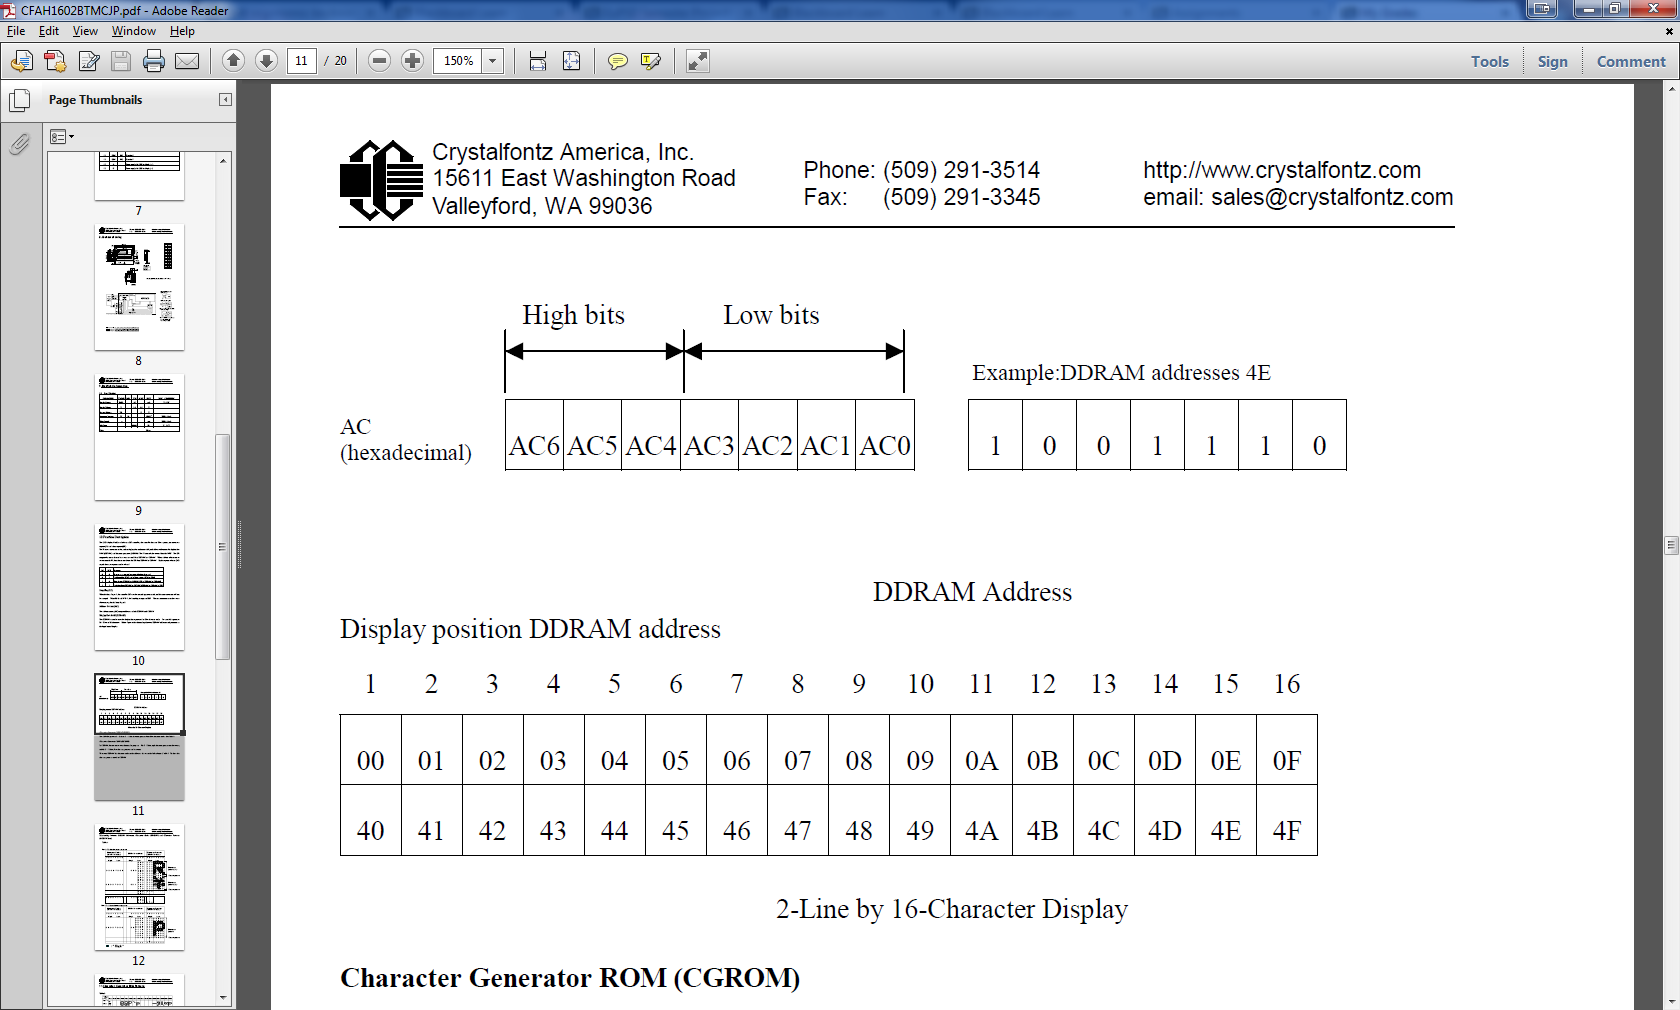 CFAH1602BTMCJP.pdf - Adobe Reader
File Edit View Window Help
11 / 20 150% Tools Sign Comment
Page Thumbnails
7
8
9
10
11
12
Crystalfontz America, Inc.
15611 East Washington Road
Valleyford, WA 99036
Phone: (509) 291-3514
Fax: (509) 291-3345
http://www.crystalfontz.com
email: sales@crystalfontz.com
High bits Low bits
Example:DDRAM addresses 4E
AC
(hexadecimal)
AC6 AC5 AC4 AC3 AC2 AC1 AC0
1 0 0 1 1 1 0
DDRAM Address
Display position DDRAM address
1 2 3 4 5 6 7 8 9 10 11 12 13 14 15 16
00 01 02 03 04 05 06 07 08 09 0A 0B 0C 0D 0E 0F
40 41 42 43 44 45 46 47 48 49 4A 4B 4C 4D 4E 4F
2-Line by 16-Character Display
Character Generator ROM (CGROM)